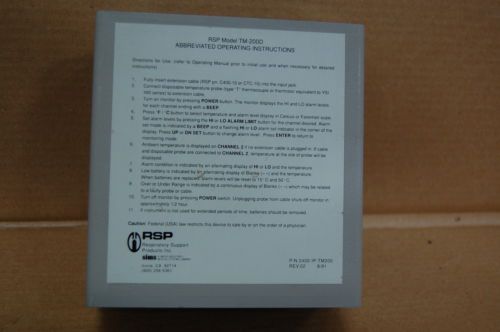 RSP Model TM-200D
ABBREVIATED OPERATING INSTRUCTIONS
Directions for Use: (refer to Operating Manual prior to initial use and when necessary for detailed
instructions)
1. Fully insert extension cable (RSP pn. C400-10 or CTC-10) into the input jack.
2. Connect disposable temperature probe (type "T" thermocouple or thermistor equivalent to YSI
400 series) to extension cable.
3. Turn on monitor by pressing POWER button. The monitor displays the HI and LO alarm levels
for each channel ending with a BEEP.
4. Press °F / °C button to select temperature and alarm level display in Celsius or Farenheit scale.
5. Set alarm levels by pressing the HI or LO ALARM LIMIT button for the channel desired. Alarm
set mode is indicated by a BEEP and a flashing HI or LO alarm set indicator in the center of the
display. Press UP or DN SET button to change alarm level. Press ENTER to return to
monitoring mode.
6. Ambient temperature is displayed on CHANNEL 2 if no extension cable is plugged in. If cable
and disposable probe are connected to CHANNEL 2, temperature at the site of probe will be
displayed.
7. Alarm condition is indicated by an alternating display of HI or LO and the temperature.
8. Low battery is indicated by an alternating display of Blanks (--) and the temperature.
When batteries are replaced alarm levels will be reset to 15° C and 50° C.
9. Over or Under Range is indicated by a continuous display of Blanks (--) which may be related
to a faulty probe or cable.
10. Turn off monitor by pressing POWER switch. Unplugging probe from cable shuts off monitor in
approximately 1/2 hour.
11. If instrument is not used for extended periods of time, batteries should be removed.
Caution: Federal (USA) law restricts this device to sale by or on the order of a physician.
RSP
Respiratory Support
Products Inc.
sims
Irvine, CA 92714
P/N 2400 IP TM200
REV.02 8-91